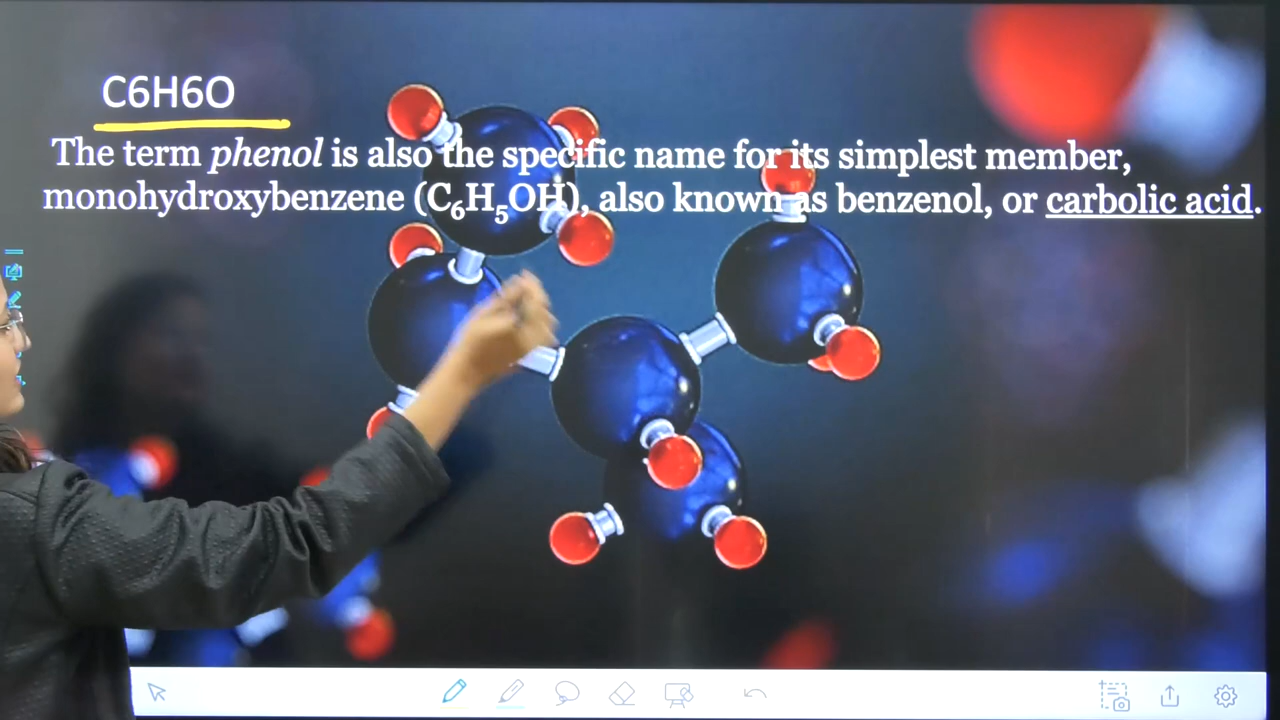 C6H6O
The term phenol is also the specific name for its simplest member,
monohydroxybenzene (C₆H₅OH), also known as benzenol, or carbolic acid.